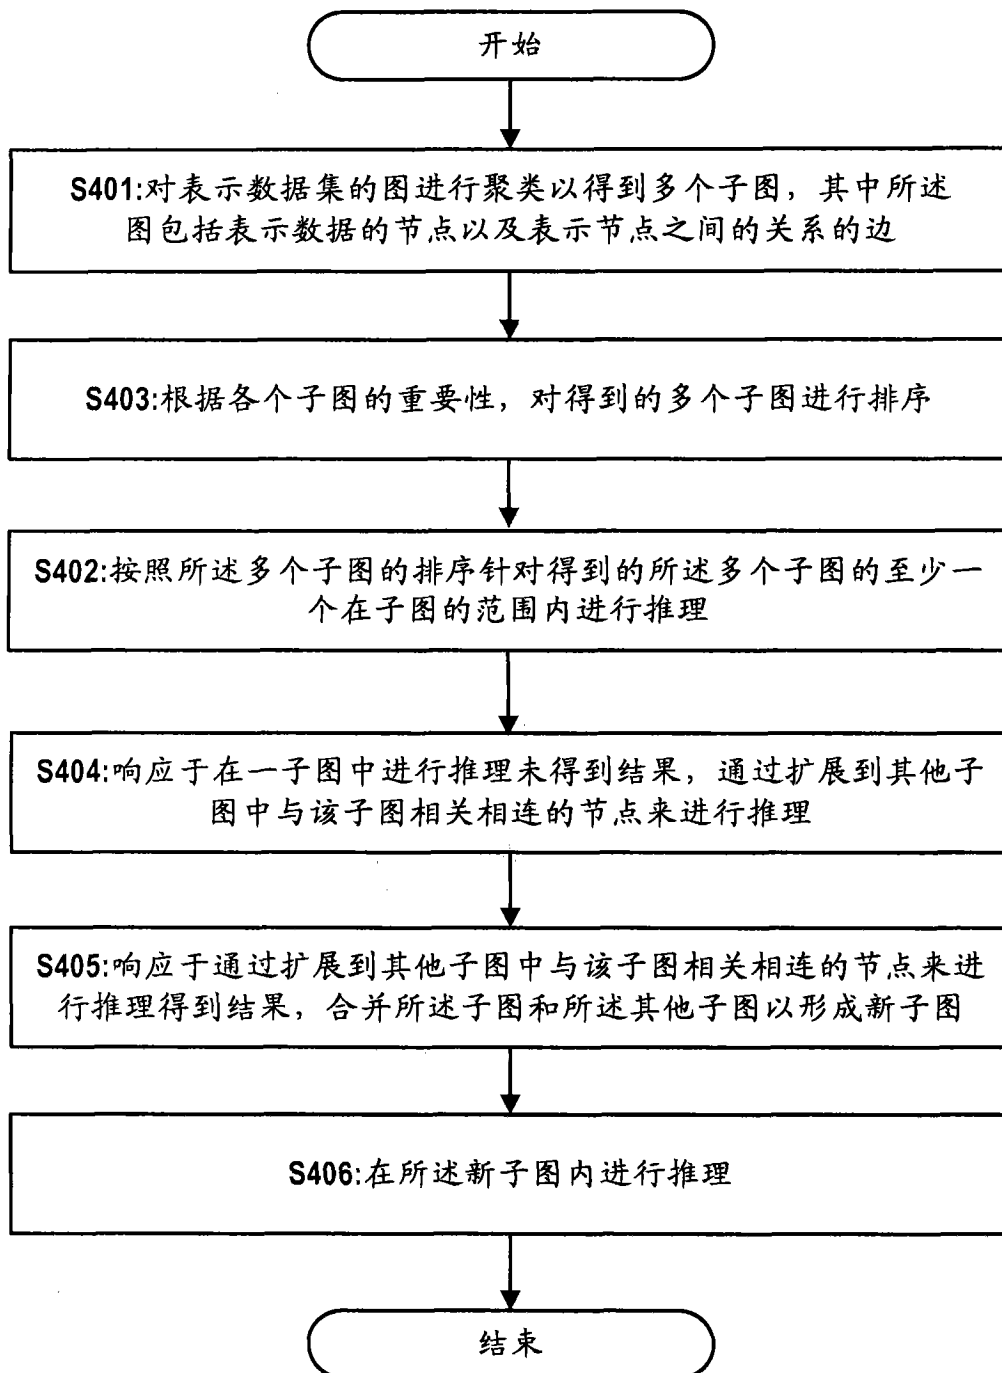 开始
S401:对表示数据集的图进行聚类以得到多个子图，其中所述
图包括表示数据的节点以及表示节点之间的关系的边
S403:根据各个子图的重要性，对得到的多个子图进行排序
S402:按照所述多个子图的排序针对得到的所述多个子图的至少一
个在子图的范围内进行推理
S404:响应于在一子图中进行推理未得到结果，通过扩展到其他子
图中与该子图相关相连的节点来进行推理
S405:响应于通过扩展到其他子图中与该子图相关相连的节点来进
行推理得到结果，合并所述子图和所述其他子图以形成新子图
S406:在所述新子图内进行推理
结束